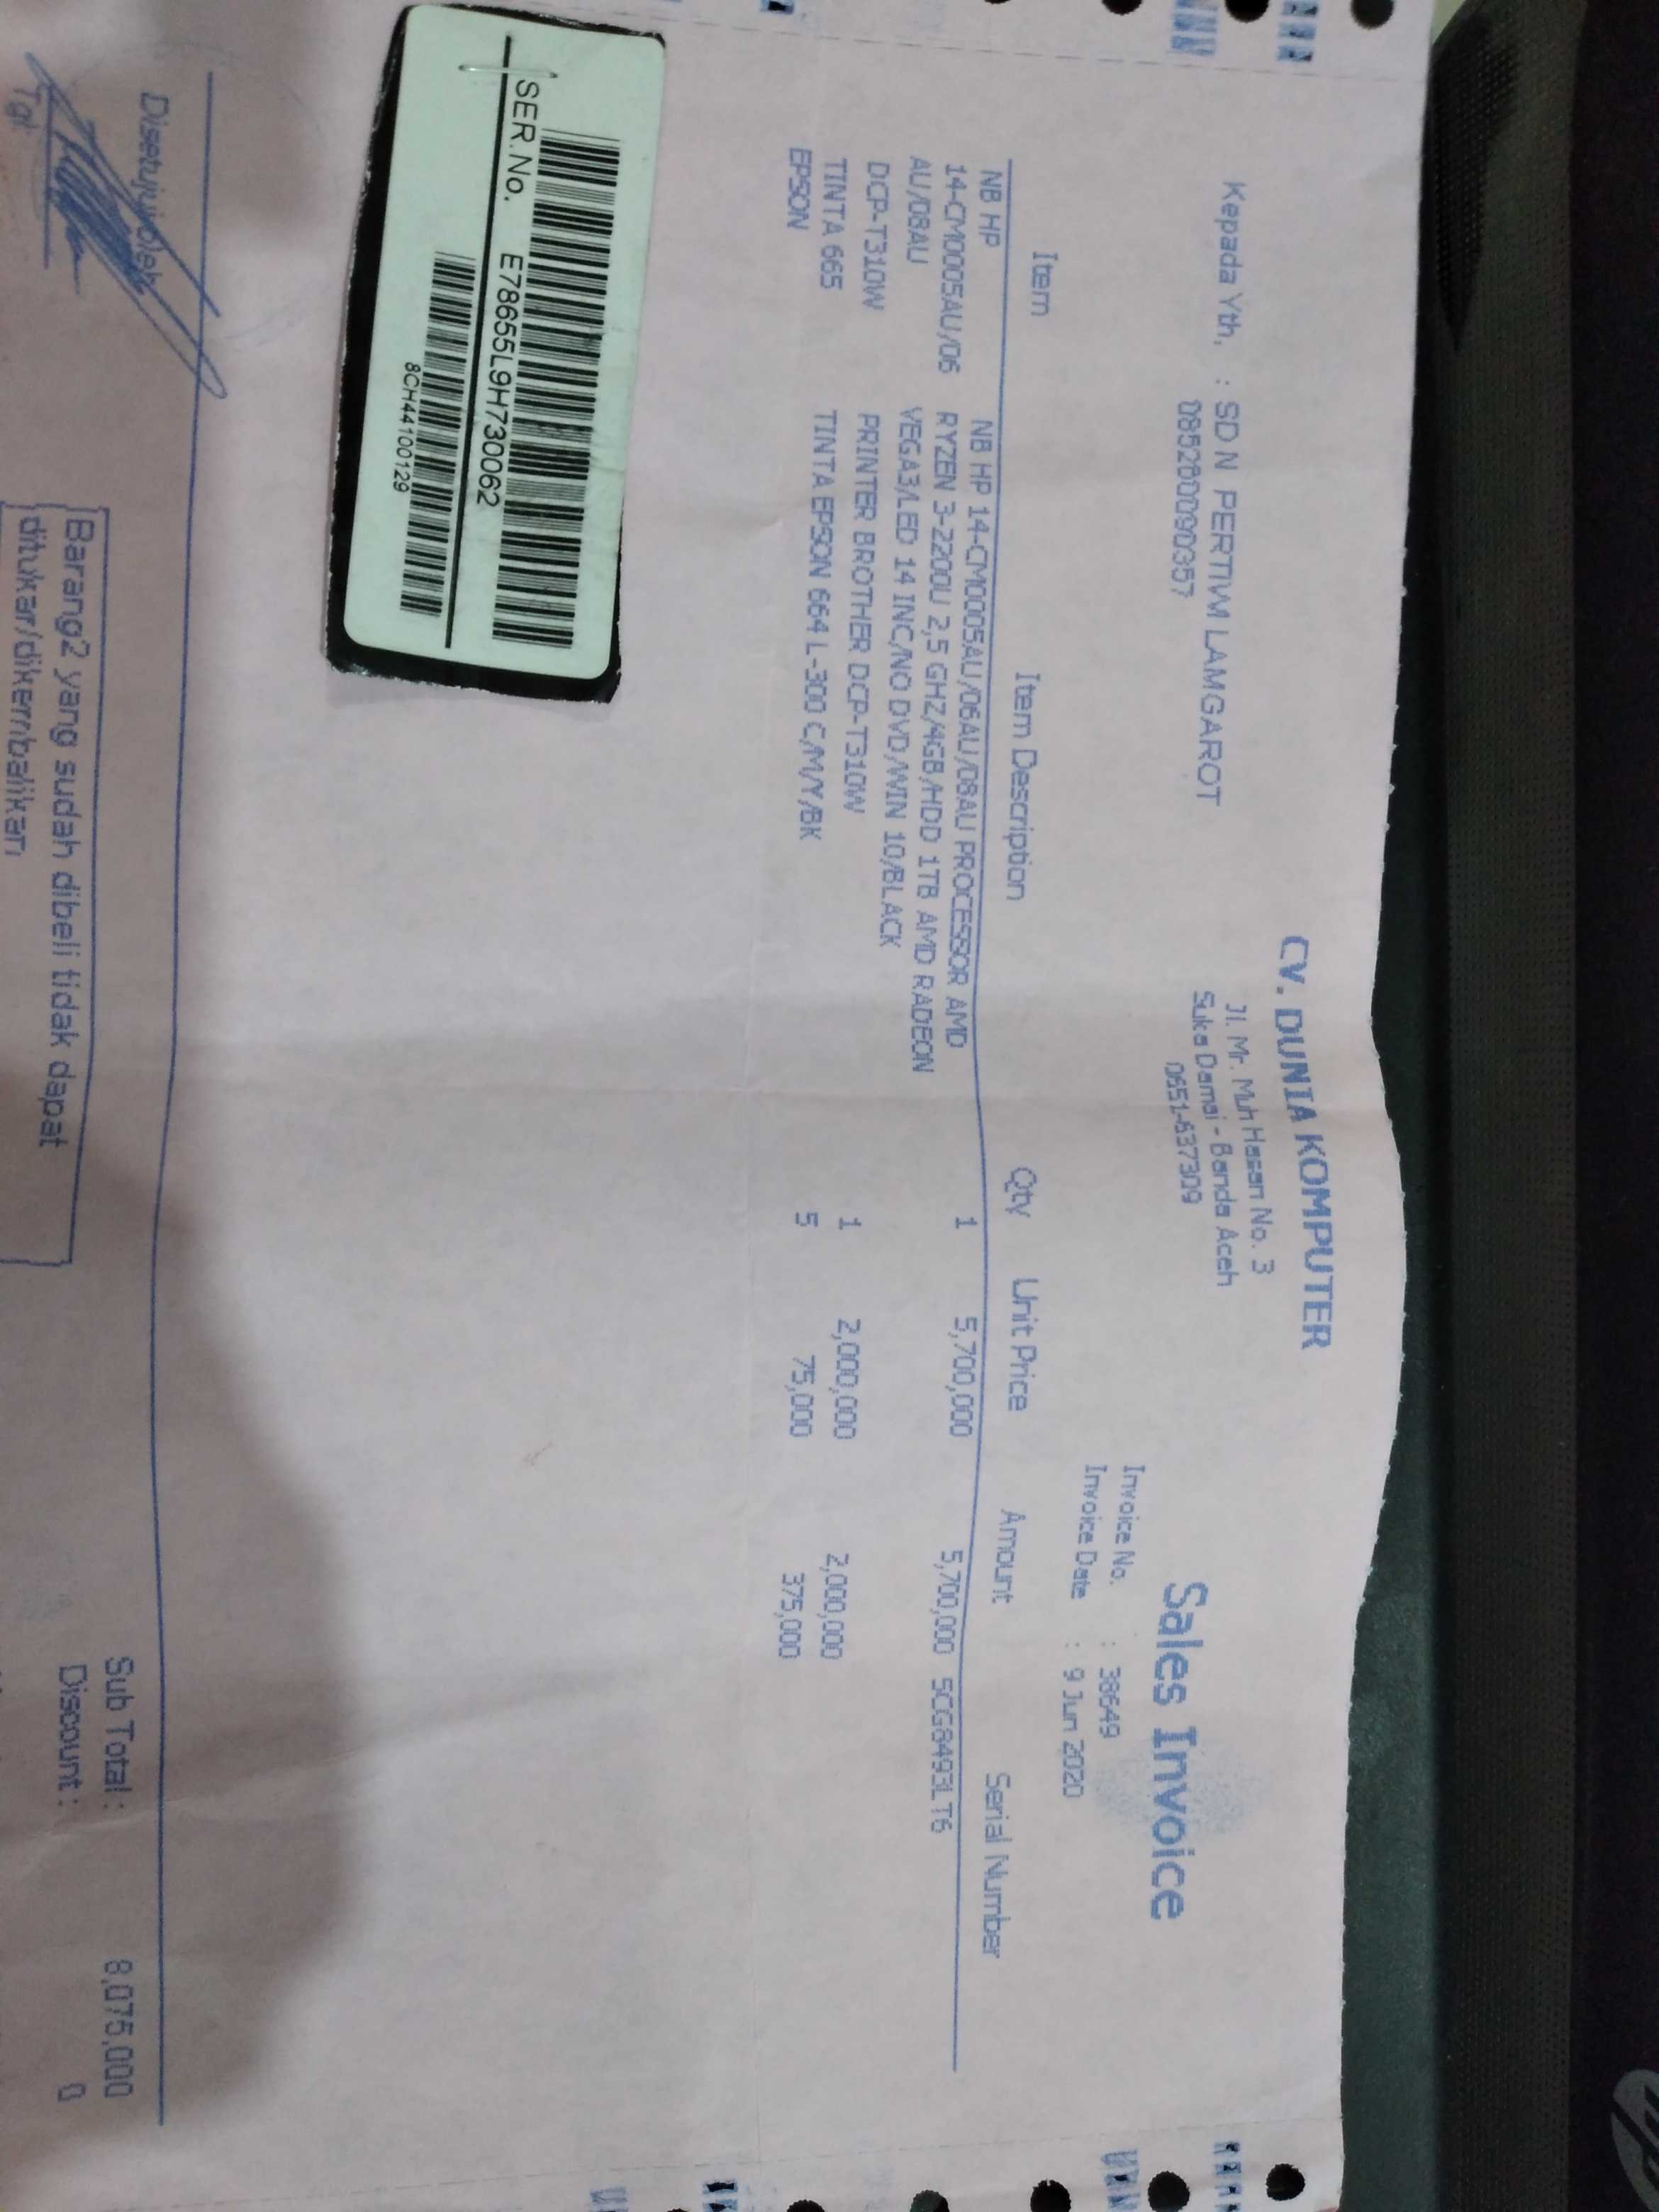 CV. DUNIA KOMPUTER
Jl. Mr. Muh Hasan No. 3
Suka Damai - Banda Aceh
0651-637309
Kepada Yth, : SD N PERTIWI LAMGAROT
085260090357
Sales Invoice
Invoice No. : 38649
Invoice Date : 9 Jun 2020
Item Item Description Qty Unit Price Amount Serial Number
NB HP NB HP 14-CM0005AU/06AU/08AU PROCESSOR AMD 1 5,700,000 5,700,000 5CG8493LT6
14-CM0005AU/06 RYZEN 3-2200U 2,5 GHZ/4GB/HDD 1TB AMD RADEON
AU/08AU VEGA3/LED 14 INC/NO DVD/WIN 10/BLACK
DCP-T310W PRINTER BROTHER DCP-T310W 1 2,000,000 2,000,000
TINTA 665 TINTA EPSON 664 L-300 C/M/Y/BK 5 75,000 375,000
EPSON
SER.No. E78655L9H730062
8CH44100129
Disetujui oleh
Tgl.
Barang2 yang sudah dibeli tidak dapat
ditukar/dikembalikan
Sub Total : 8,075,000
Discount : 0
hp